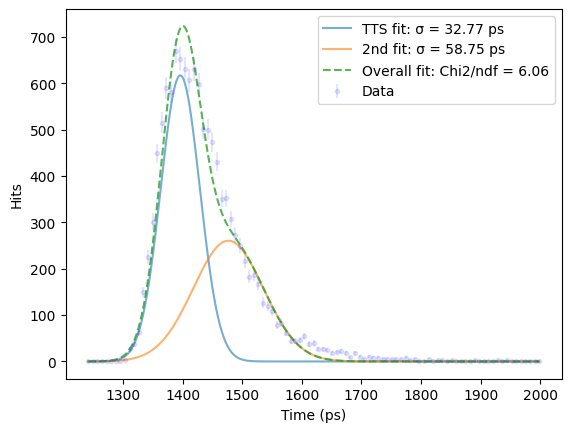 TTS fit: σ = 32.77 ps
2nd fit: σ = 58.75 ps
Overall fit: Chi2/ndf = 6.06
Data
Hits
700
600
500
400
300
200
100
0
1300 1400 1500 1600 1700 1800 1900 2000
Time (ps)